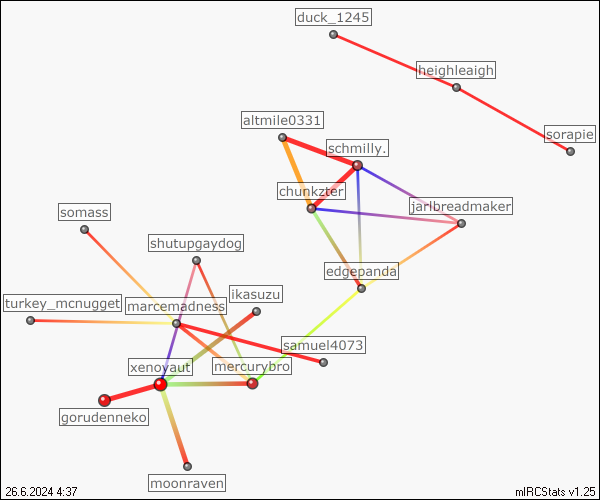 duck_1245
heighleaigh
altmile0331
sorapie
schmilly.
chunkzter
jarlbreadmaker
somass
shutupgaydog
edgepanda
ikasuzu
turkey_mcnugget
marcemadness
samuel4073
xenoyaut
mercurybro
gorudenneko
moonraven
26.6.2024 4:37
mIRCStats v1.25